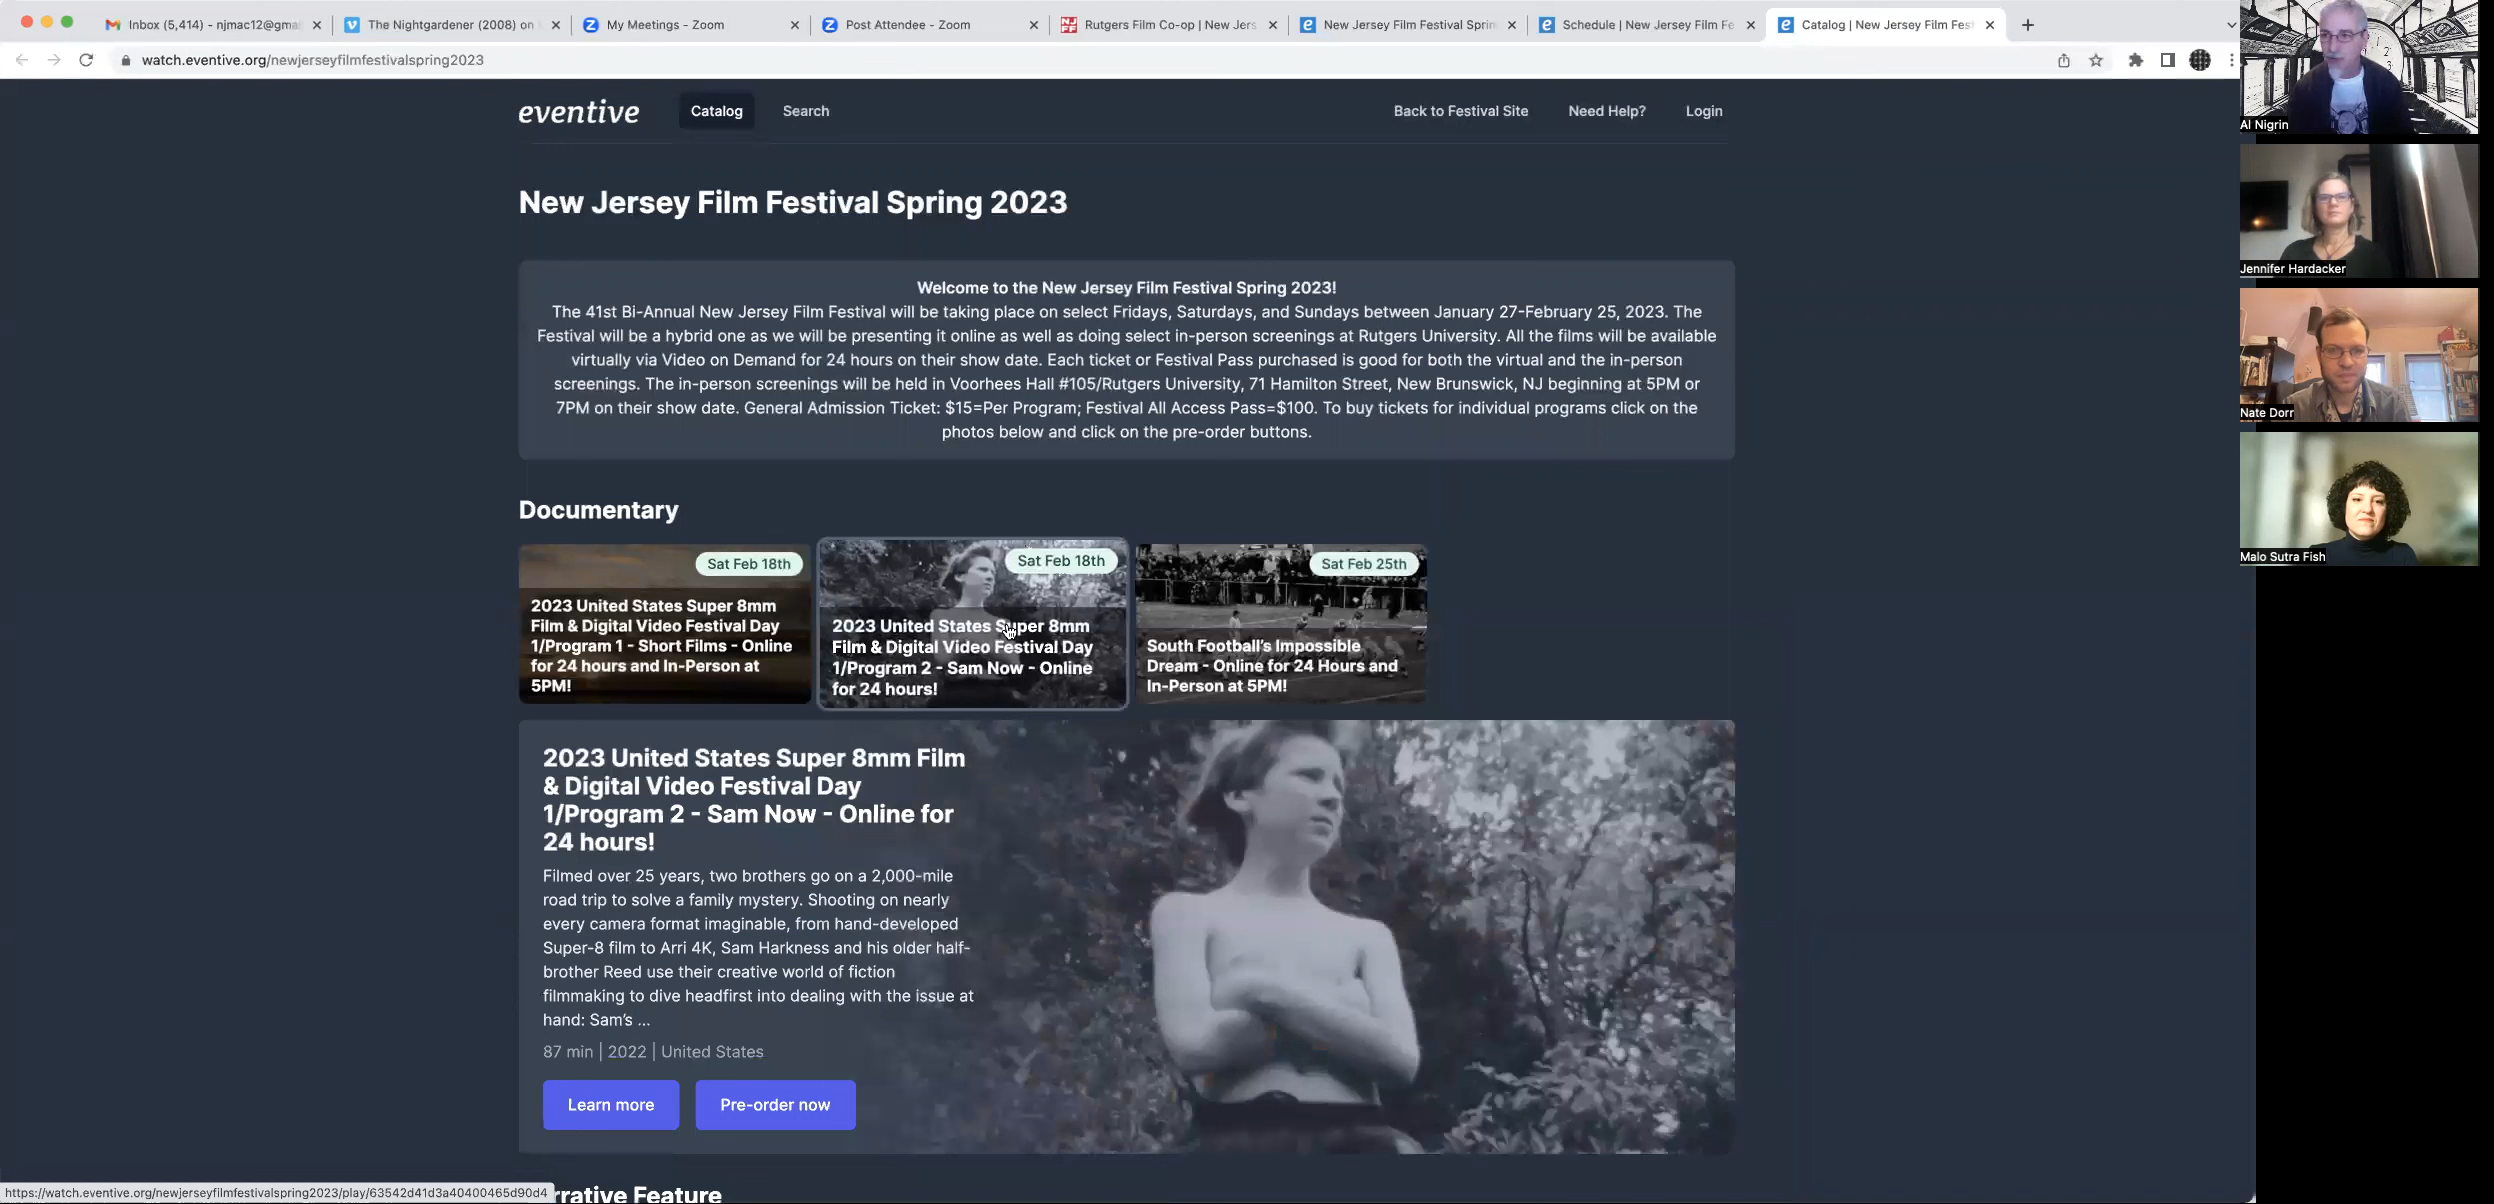 Inbox (5,414) - njmac12@gmai
The Nightgardener (2008) on
My Meetings - Zoom
Post Attendee - Zoom
Rutgers Film Co-op | New Jers
New Jersey Film Festival Sprin
Schedule | New Jersey Film Fe
Catalog | New Jersey Film Fest
watch.eventive.org/newjerseyfilmfestivalspring2023
eventive
Catalog
Search
Back to Festival Site
Need Help?
Login
New Jersey Film Festival Spring 2023
Welcome to the New Jersey Film Festival Spring 2023!
The 41st Bi-Annual New Jersey Film Festival will be taking place on select Fridays, Saturdays, and Sundays between January 27-February 25, 2023. The
Festival will be a hybrid one as we will be presenting it online as well as doing select in-person screenings at Rutgers University. All the films will be available
virtually via Video on Demand for 24 hours on their show date. Each ticket or Festival Pass purchased is good for both the virtual and the in-person
screenings. The in-person screenings will be held in Voorhees Hall #105/Rutgers University, 71 Hamilton Street, New Brunswick, NJ beginning at 5PM or
7PM on their show date. General Admission Ticket: $15=Per Program; Festival All Access Pass=$100. To buy tickets for individual programs click on the
photos below and click on the pre-order buttons.
Documentary
Sat Feb 18th
2023 United States Super 8mm
Film & Digital Video Festival Day
1/Program 1 - Short Films - Online
for 24 hours and In-Person at
5PM!
Sat Feb 18th
2023 United States Super 8mm
Film & Digital Video Festival Day
1/Program 2 - Sam Now - Online
for 24 hours!
Sat Feb 25th
South Football's Impossible
Dream - Online for 24 Hours and
In-Person at 5PM!
2023 United States Super 8mm Film
& Digital Video Festival Day
1/Program 2 - Sam Now - Online for
24 hours!
Filmed over 25 years, two brothers go on a 2,000-mile
road trip to solve a family mystery. Shooting on nearly
every camera format imaginable, from hand-developed
Super-8 film to Arri 4K, Sam Harkness and his older half-
brother Reed use their creative world of fiction
filmmaking to dive headfirst into dealing with the issue at
hand: Sam's ...
87 min | 2022 | United States
Learn more
Pre-order now
rrative Feature
https://watch.eventive.org/newjerseyfilmfestivalspring2023/play/63542d41d3a40400465d90d4
Al Nigrin
Jennifer Hardacker
Nate Dorr
Malo Sutra Fish